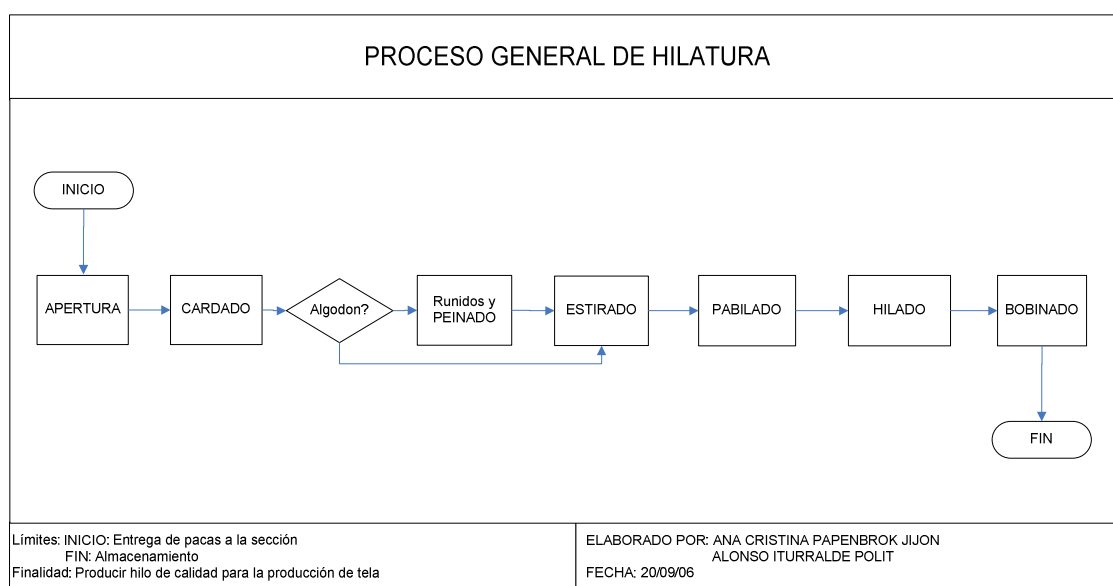 PROCESO GENERAL DE HILATURA
INICIO
APERTURA
CARDADO
Algodon?
Runidos y
PEINADO
ESTIRADO
PABILADO
HILADO
BOBINADO
FIN
Límites: INICIO: Entrega de pacas a la sección
FIN: Almacenamiento
Finalidad: Producir hilo de calidad para la producción de tela
ELABORADO POR: ANA CRISTINA PAPENBROK JIJON
ALONSO ITURRALDE POLIT
FECHA: 20/09/06